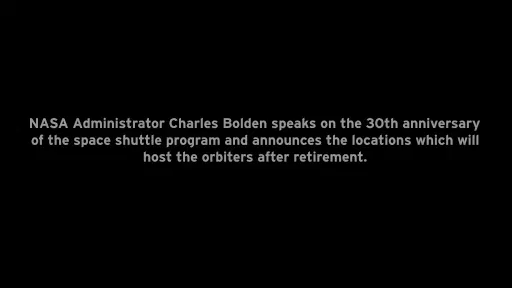 NASA Administrator Charles Bolden speaks on the 30th anniversary
of the space shuttle program and announces the locations which will
host the orbiters after retirement.